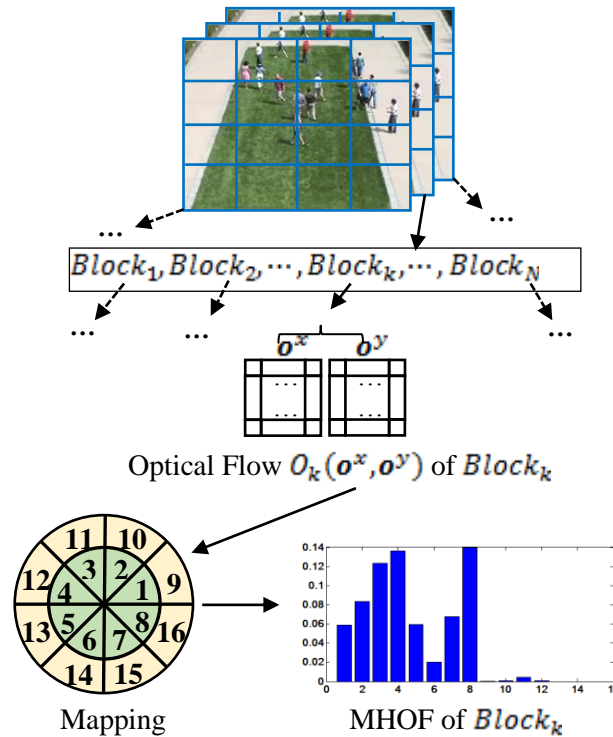 ... ...
Block₁, Block₂, ⋯, Blockₖ, ⋯, Block_N
... ... ... ...
oˣ oʸ
... ...
... ...
Optical Flow Oₖ(oˣ, oʸ) of Blockₖ
11 10
12 3 2 9
4 1
13 5 8 16
6 7
14 15
Mapping
0.14
0.12
0.1
0.08
0.06
0.04
0.02
0
0 2 4 6 8 10 12 14 16
MHOF of Blockₖ